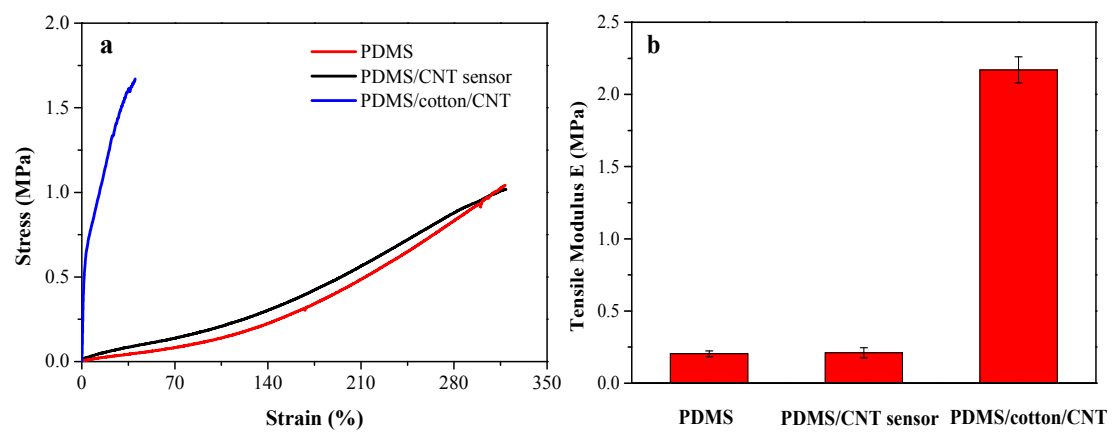 a
PDMS
PDMS/CNT sensor
PDMS/cotton/CNT
2.0
1.5
1.0
0.5
0.0
Stress (MPa)
0 70 140 210 280 350
Strain (%)
b
2.5
2.0
1.5
1.0
0.5
0.0
Tensile Modulus E (MPa)
PDMS PDMS/CNT sensor PDMS/cotton/CNT